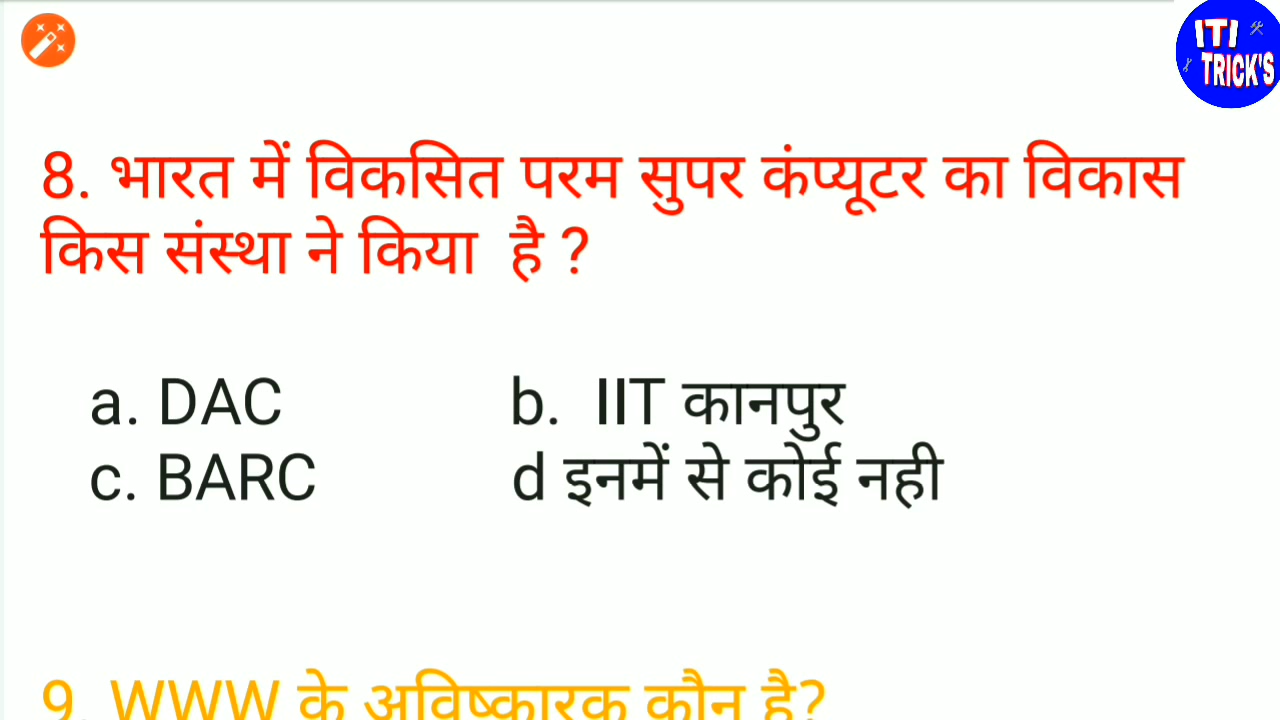 ITI
TRICK'S
8. भारत में विकसित परम सुपर कंप्यूटर का विकास
किस संस्था ने किया है ?
a. DAC b. IIT कानपुर
c. BARC d इनमें से कोई नही
9. WWW के अविष्कारक कौन है?